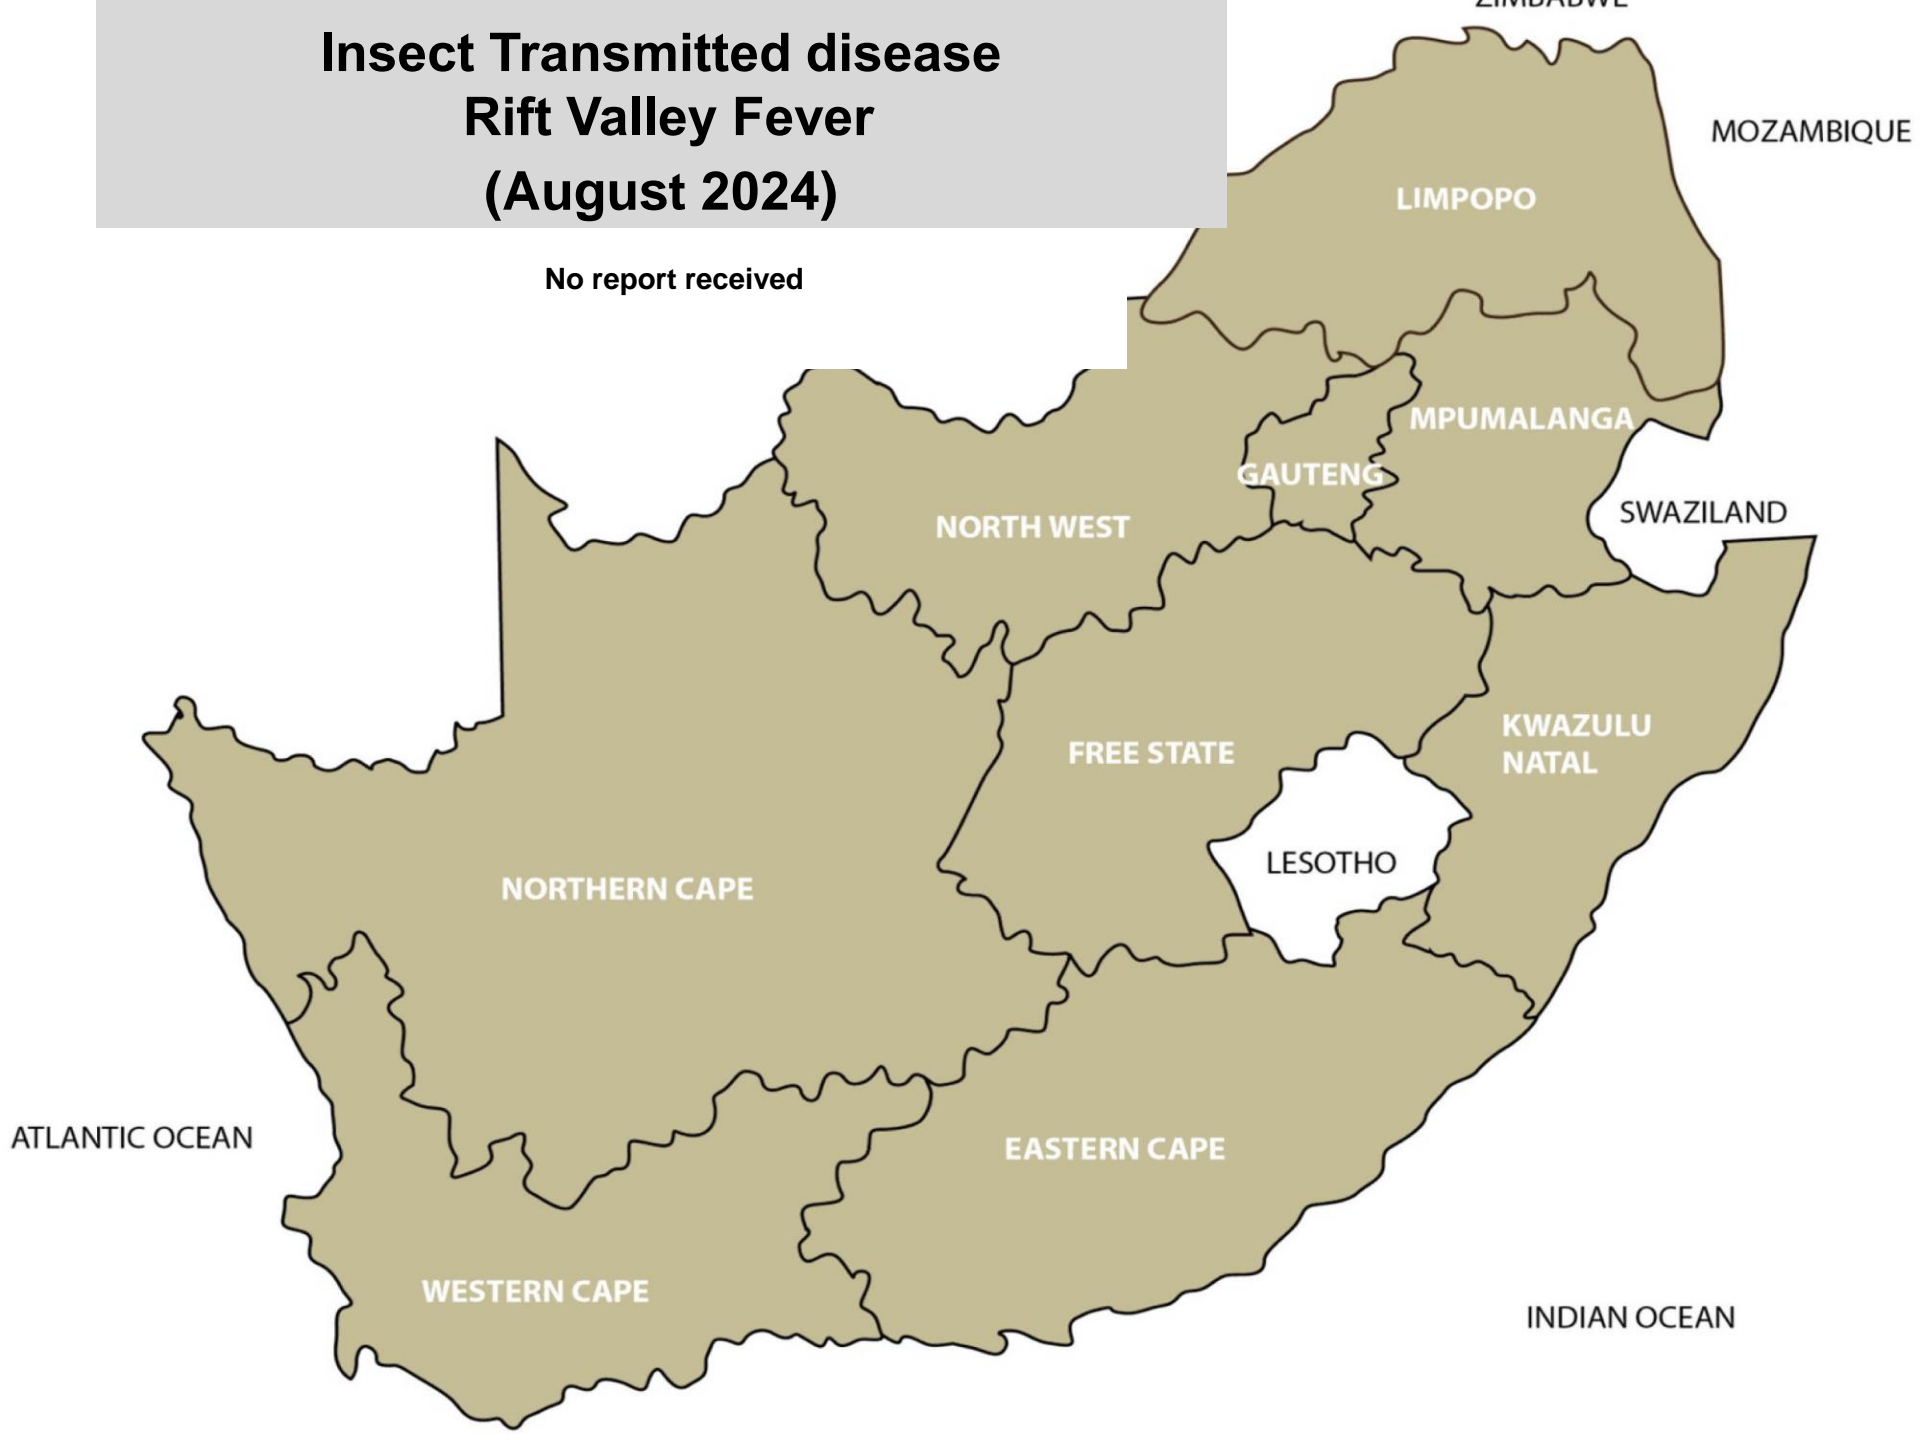 Insect Transmitted disease
Rift Valley Fever
(August 2024)
No report received
ZIMBABWE
MOZAMBIQUE
LIMPOPO
MPUMALANGA
GAUTENG
SWAZILAND
NORTH WEST
KWAZULU
NATAL
FREE STATE
LESOTHO
NORTHERN CAPE
ATLANTIC OCEAN
EASTERN CAPE
WESTERN CAPE
INDIAN OCEAN